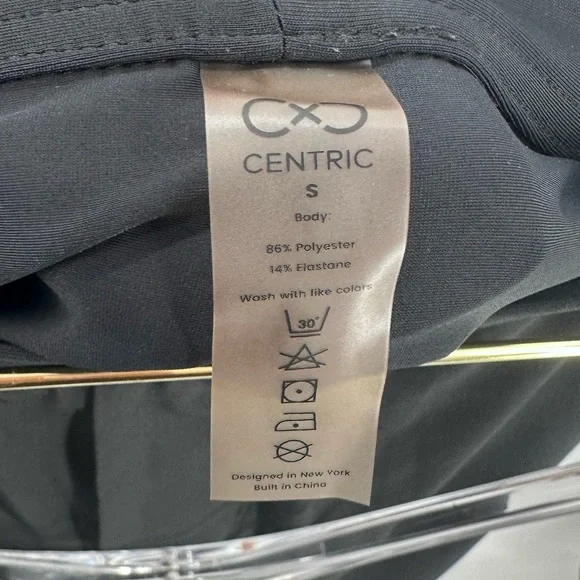 CENTRIC
S
Body:
86% Polyester
14% Elastane
Wash with like colors
30°
Designed in New York
Built in China